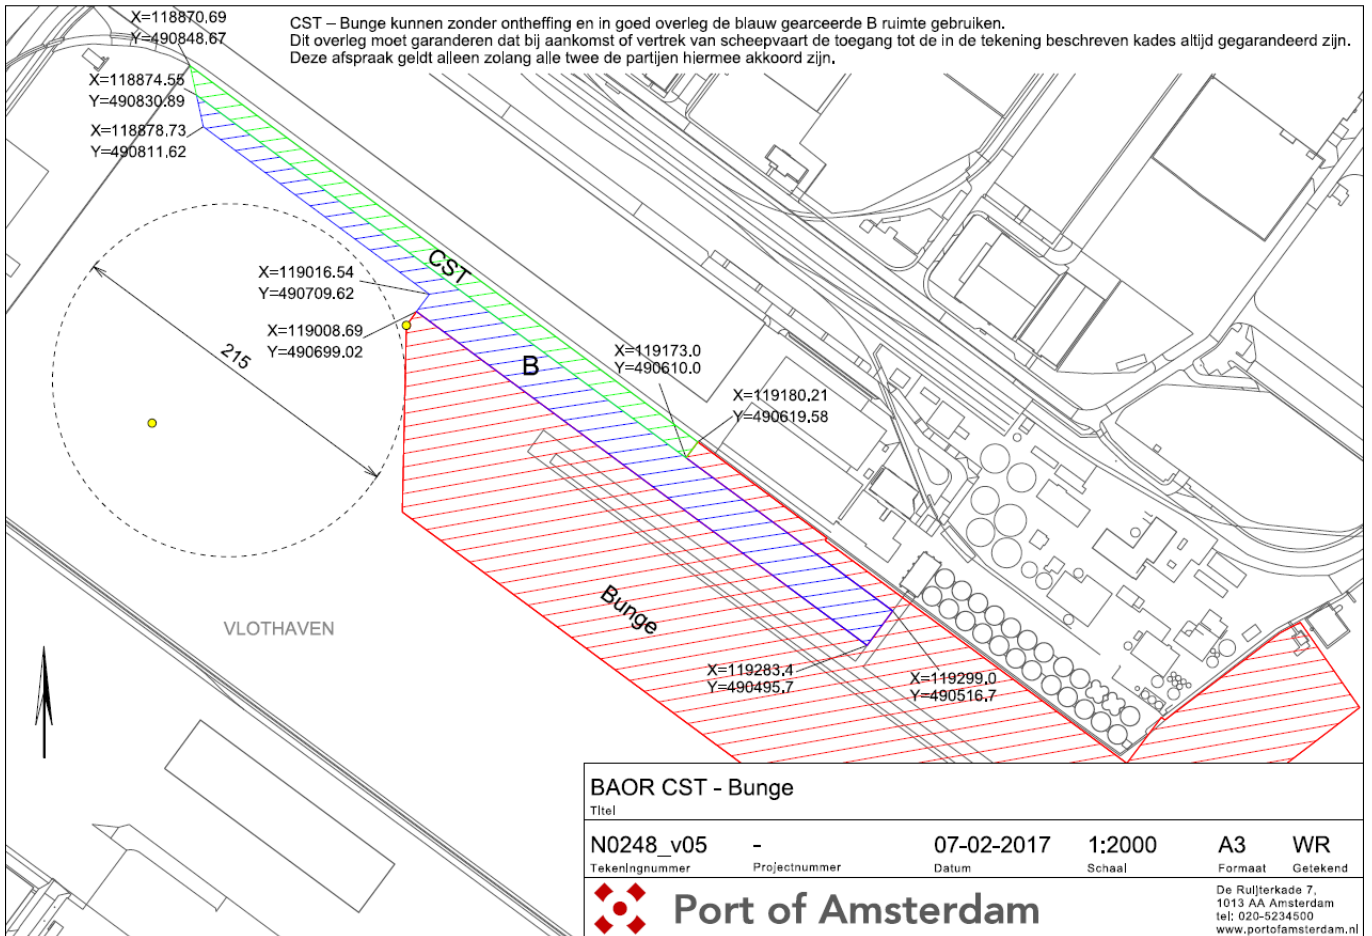 CST – Bunge kunnen zonder ontheffing en in goed overleg de blauw gearceerde B ruimte gebruiken.
Dit overleg moet garanderen dat bij aankomst of vertrek van scheepvaart de toegang tot de in de tekening beschreven kades altijd gegarandeerd zijn.
Deze afspraak geldt alleen zolang alle twee de partijen hiermee akkoord zijn.
X=118870.69
Y=490848.67
X=118874.55
Y=490830.89
X=118878.73
Y=490811.62
CST
X=119016.54
Y=490709.62
X=119008.69
Y=490699.02
215
B
X=119173.0
Y=490610.0
X=119180.21
Y=490619.58
Bunge
VLOTHAVEN
X=119283.4
Y=490495.7
X=119299.0
Y=490516.7
BAOR CST - Bunge
Titel
N0248_v05 - 07-02-2017 1:2000 A3 WR
Tekeningnummer Projectnummer Datum Schaal Formaat Getekend
Port of Amsterdam
De Ruijterkade 7,
1013 AA Amsterdam
tel: 020-5234500
www.portofamsterdam.nl